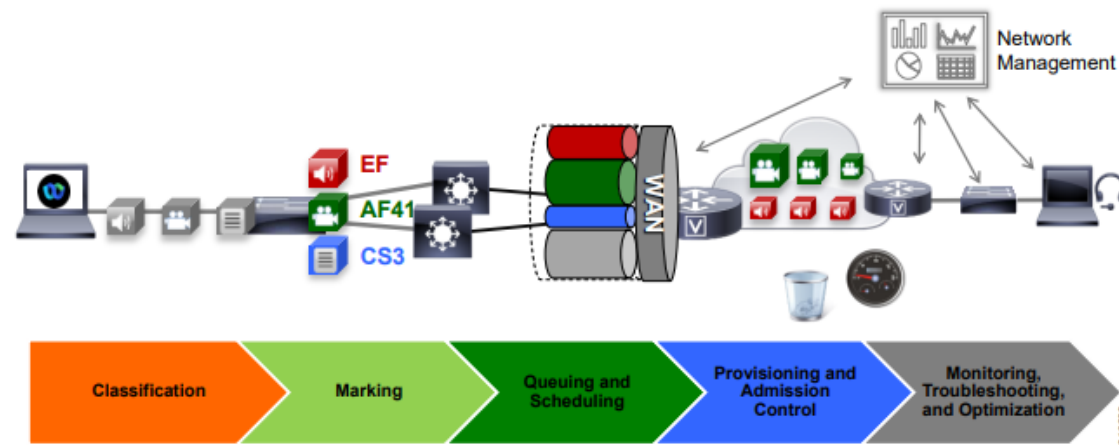 Network
Management
EF
AF41
CS3
WAN
V
V
Classification
Marking
Queuing and
Scheduling
Provisioning and
Admission
Control
Monitoring,
Troubleshooting,
and Optimization